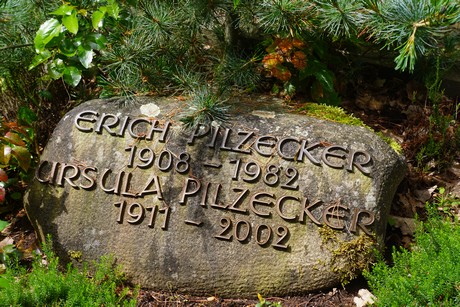 ERICH PILZECKER
1908 - 1982
URSULA PILZECKER
1911 - 2002